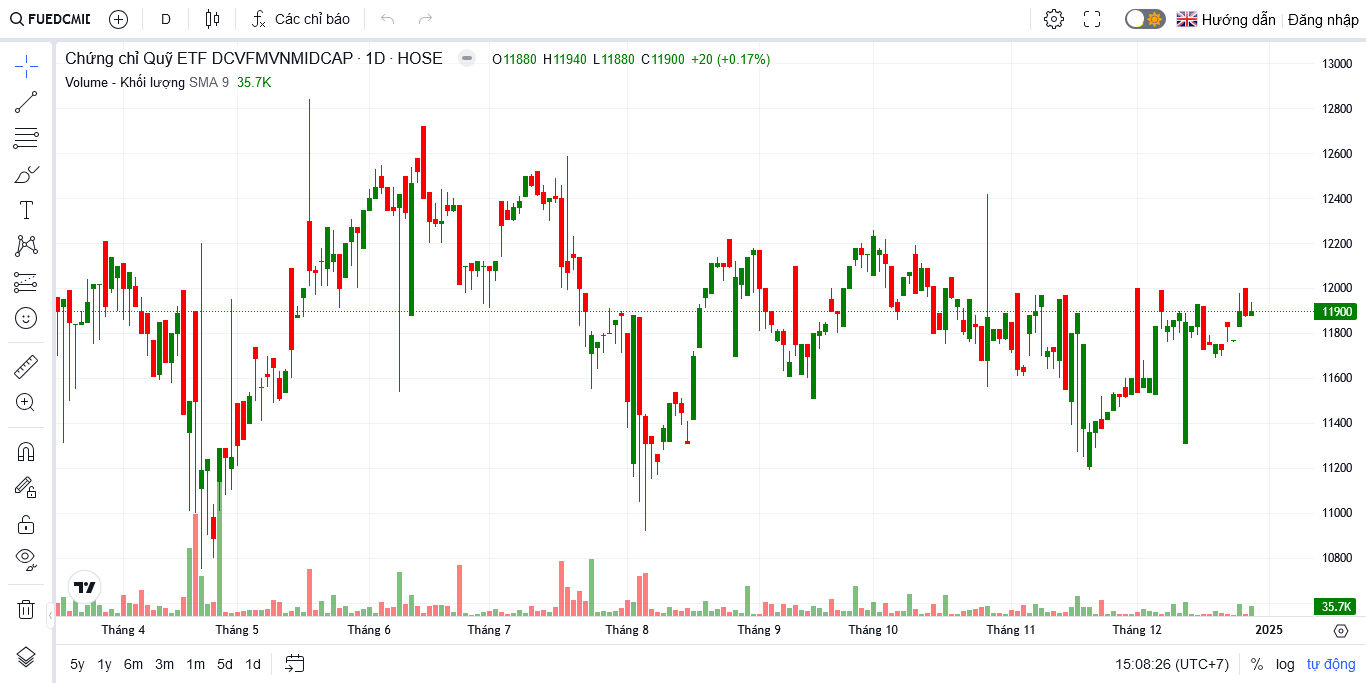 FUEDCMID D Các chỉ báo Hướng dẫn Đăng nhập
Chứng chỉ Quỹ ETF DCVFMVNMIDCAP · 1D · HOSE O11880 H11940 L11880 C11900 +20 (+0.17%)
Volume - Khối lượng SMA 9 35.7K
13000
12800
12600
12400
12200
12000
11900
11800
11600
11400
11200
11000
10800
35.7K
Tháng 4 Tháng 5 Tháng 6 Tháng 7 Tháng 8 Tháng 9 Tháng 10 Tháng 11 Tháng 12 2025
5y 1y 6m 3m 1m 5d 1d 15:08:26 (UTC+7) % log tự động